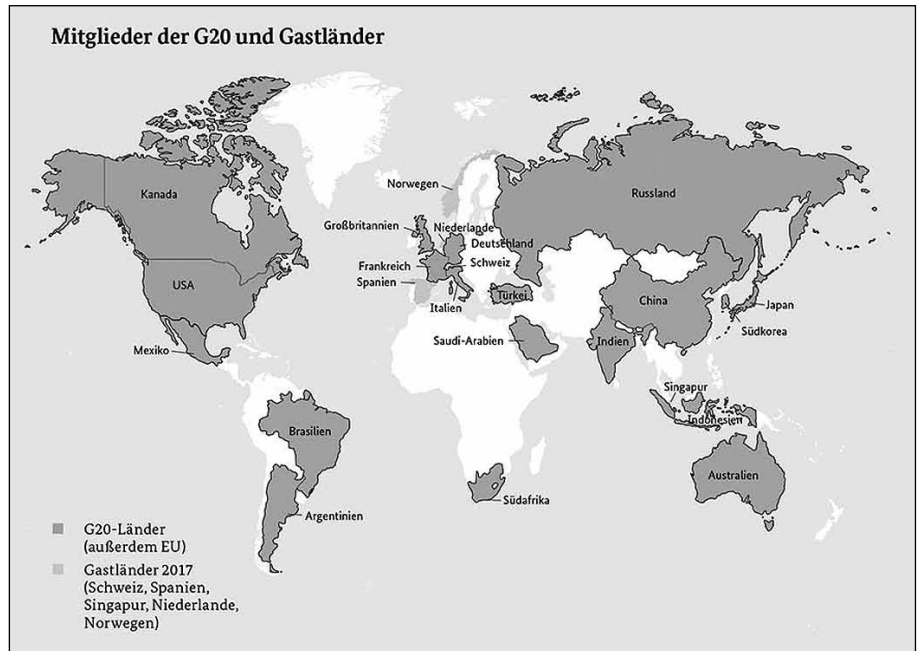 Mitglieder der G20 und Gastländer
Kanada
Russland
Norwegen
Großbritannien
Niederlande
Deutschland
Schweiz
Frankreich
USA
Spanien
Italien
Türkei
China
Japan
Südkorea
Mexiko
Saudi-Arabien
Indien
Singapur
Indonesien
Brasilien
Australien
Südafrika
Argentinien
G20-Länder
(außerdem EU)
Gastländer 2017
(Schweiz, Spanien,
Singapur, Niederlande,
Norwegen)